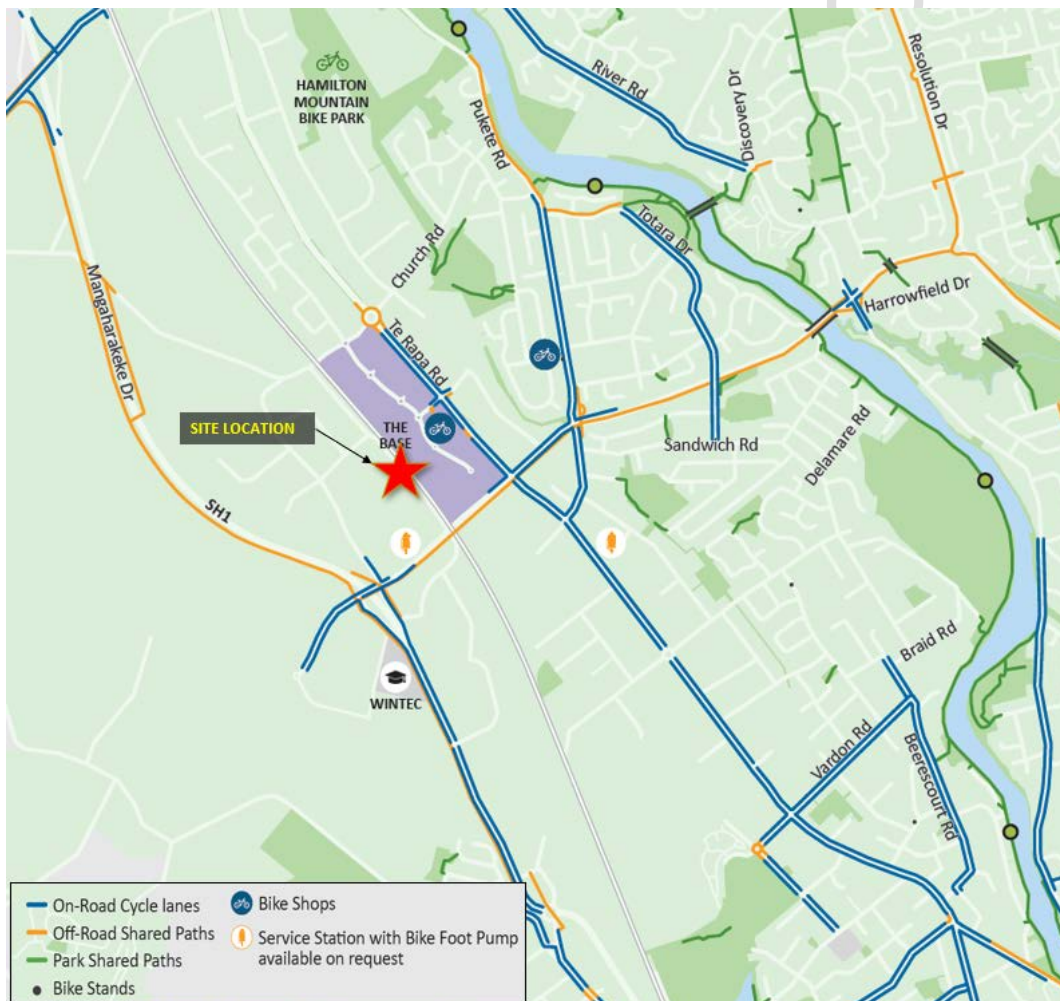 River Rd
Discovery Dr
Resolution Dr
HAMILTON
MOUNTAIN
BIKE PARK
Pukete Rd
Totara Dr
Church Rd
Harrowfield Dr
Mangaharakeke Dr
Te Rapa Rd
SITE LOCATION
THE
BASE
Sandwich Rd
Delamare Rd
SH1
Braid Rd
WINTEC
Vardon Rd
Beerescourt Rd
On-Road Cycle lanes
Off-Road Shared Paths
Park Shared Paths
Bike Stands
Bike Shops
Service Station with Bike Foot Pump
available on request